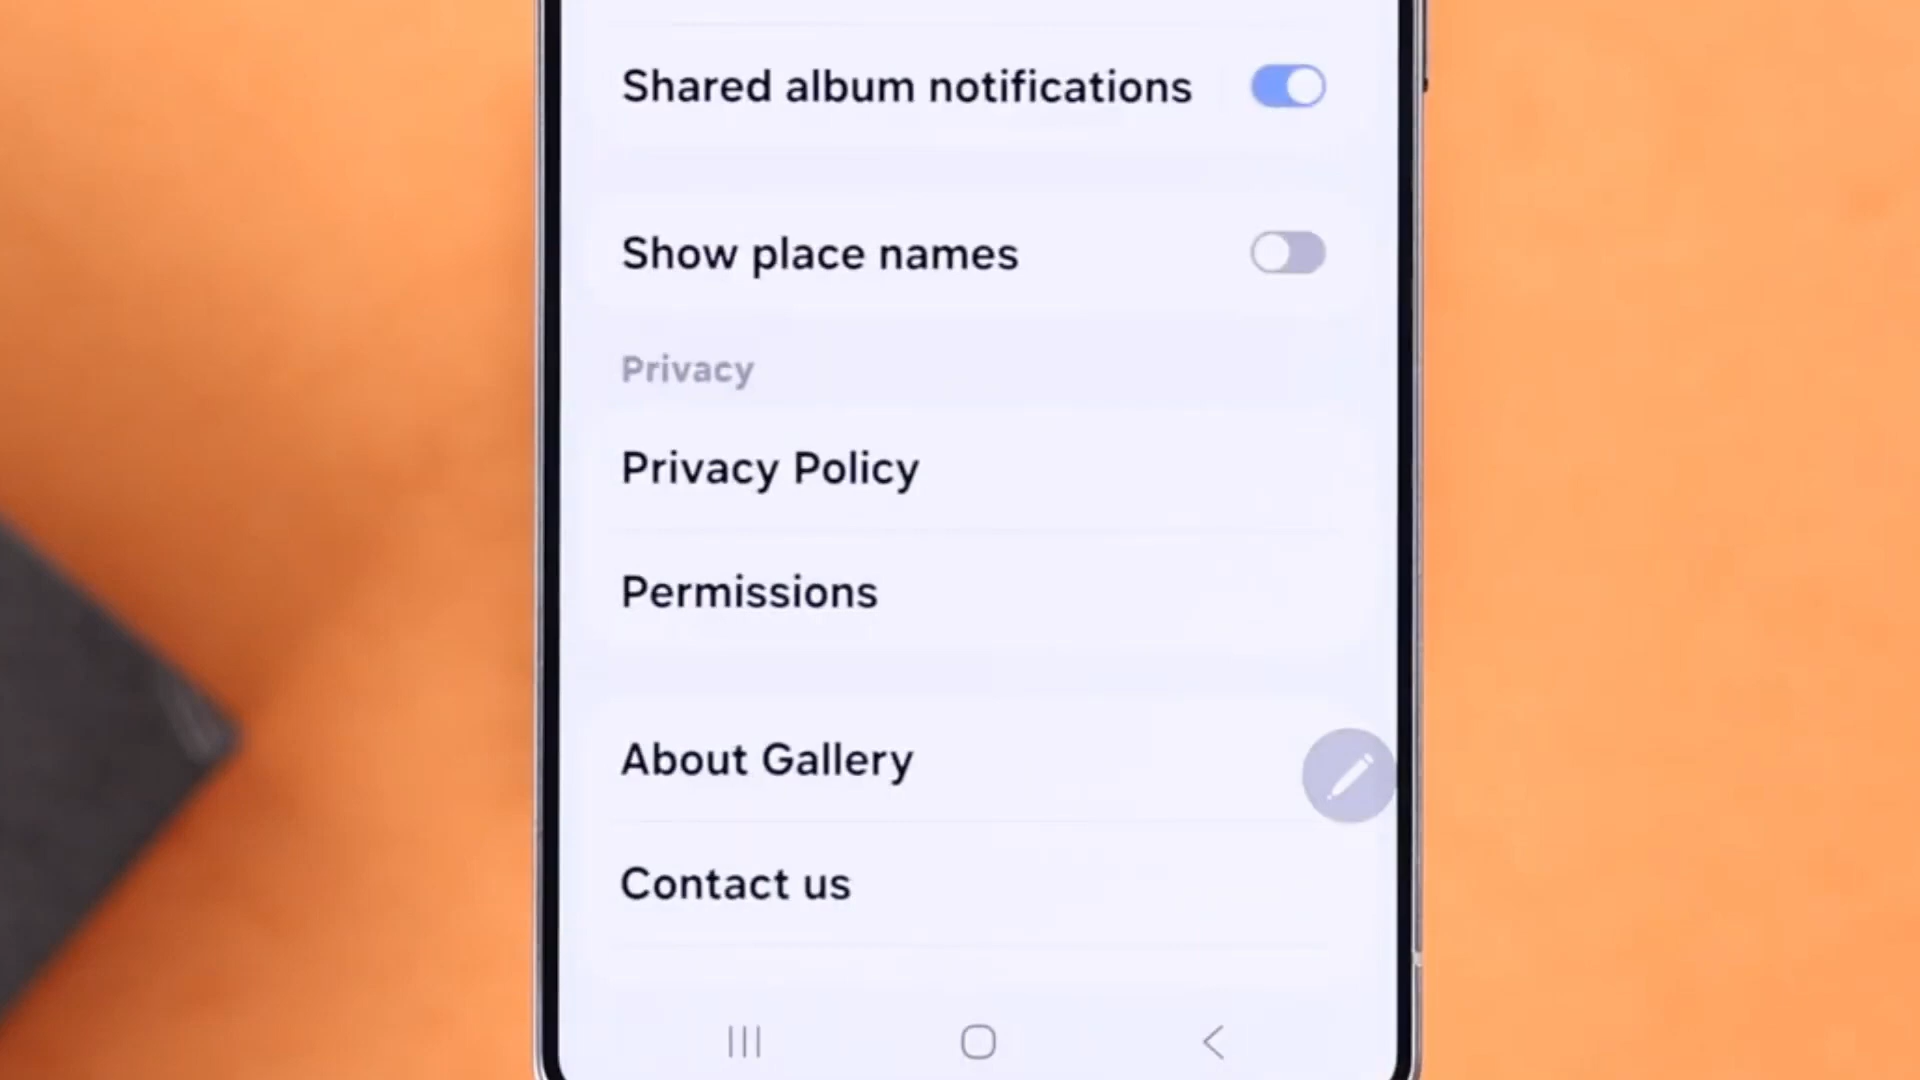 Shared album notifications
Show place names
Privacy
Privacy Policy
Permissions
About Gallery
Contact us